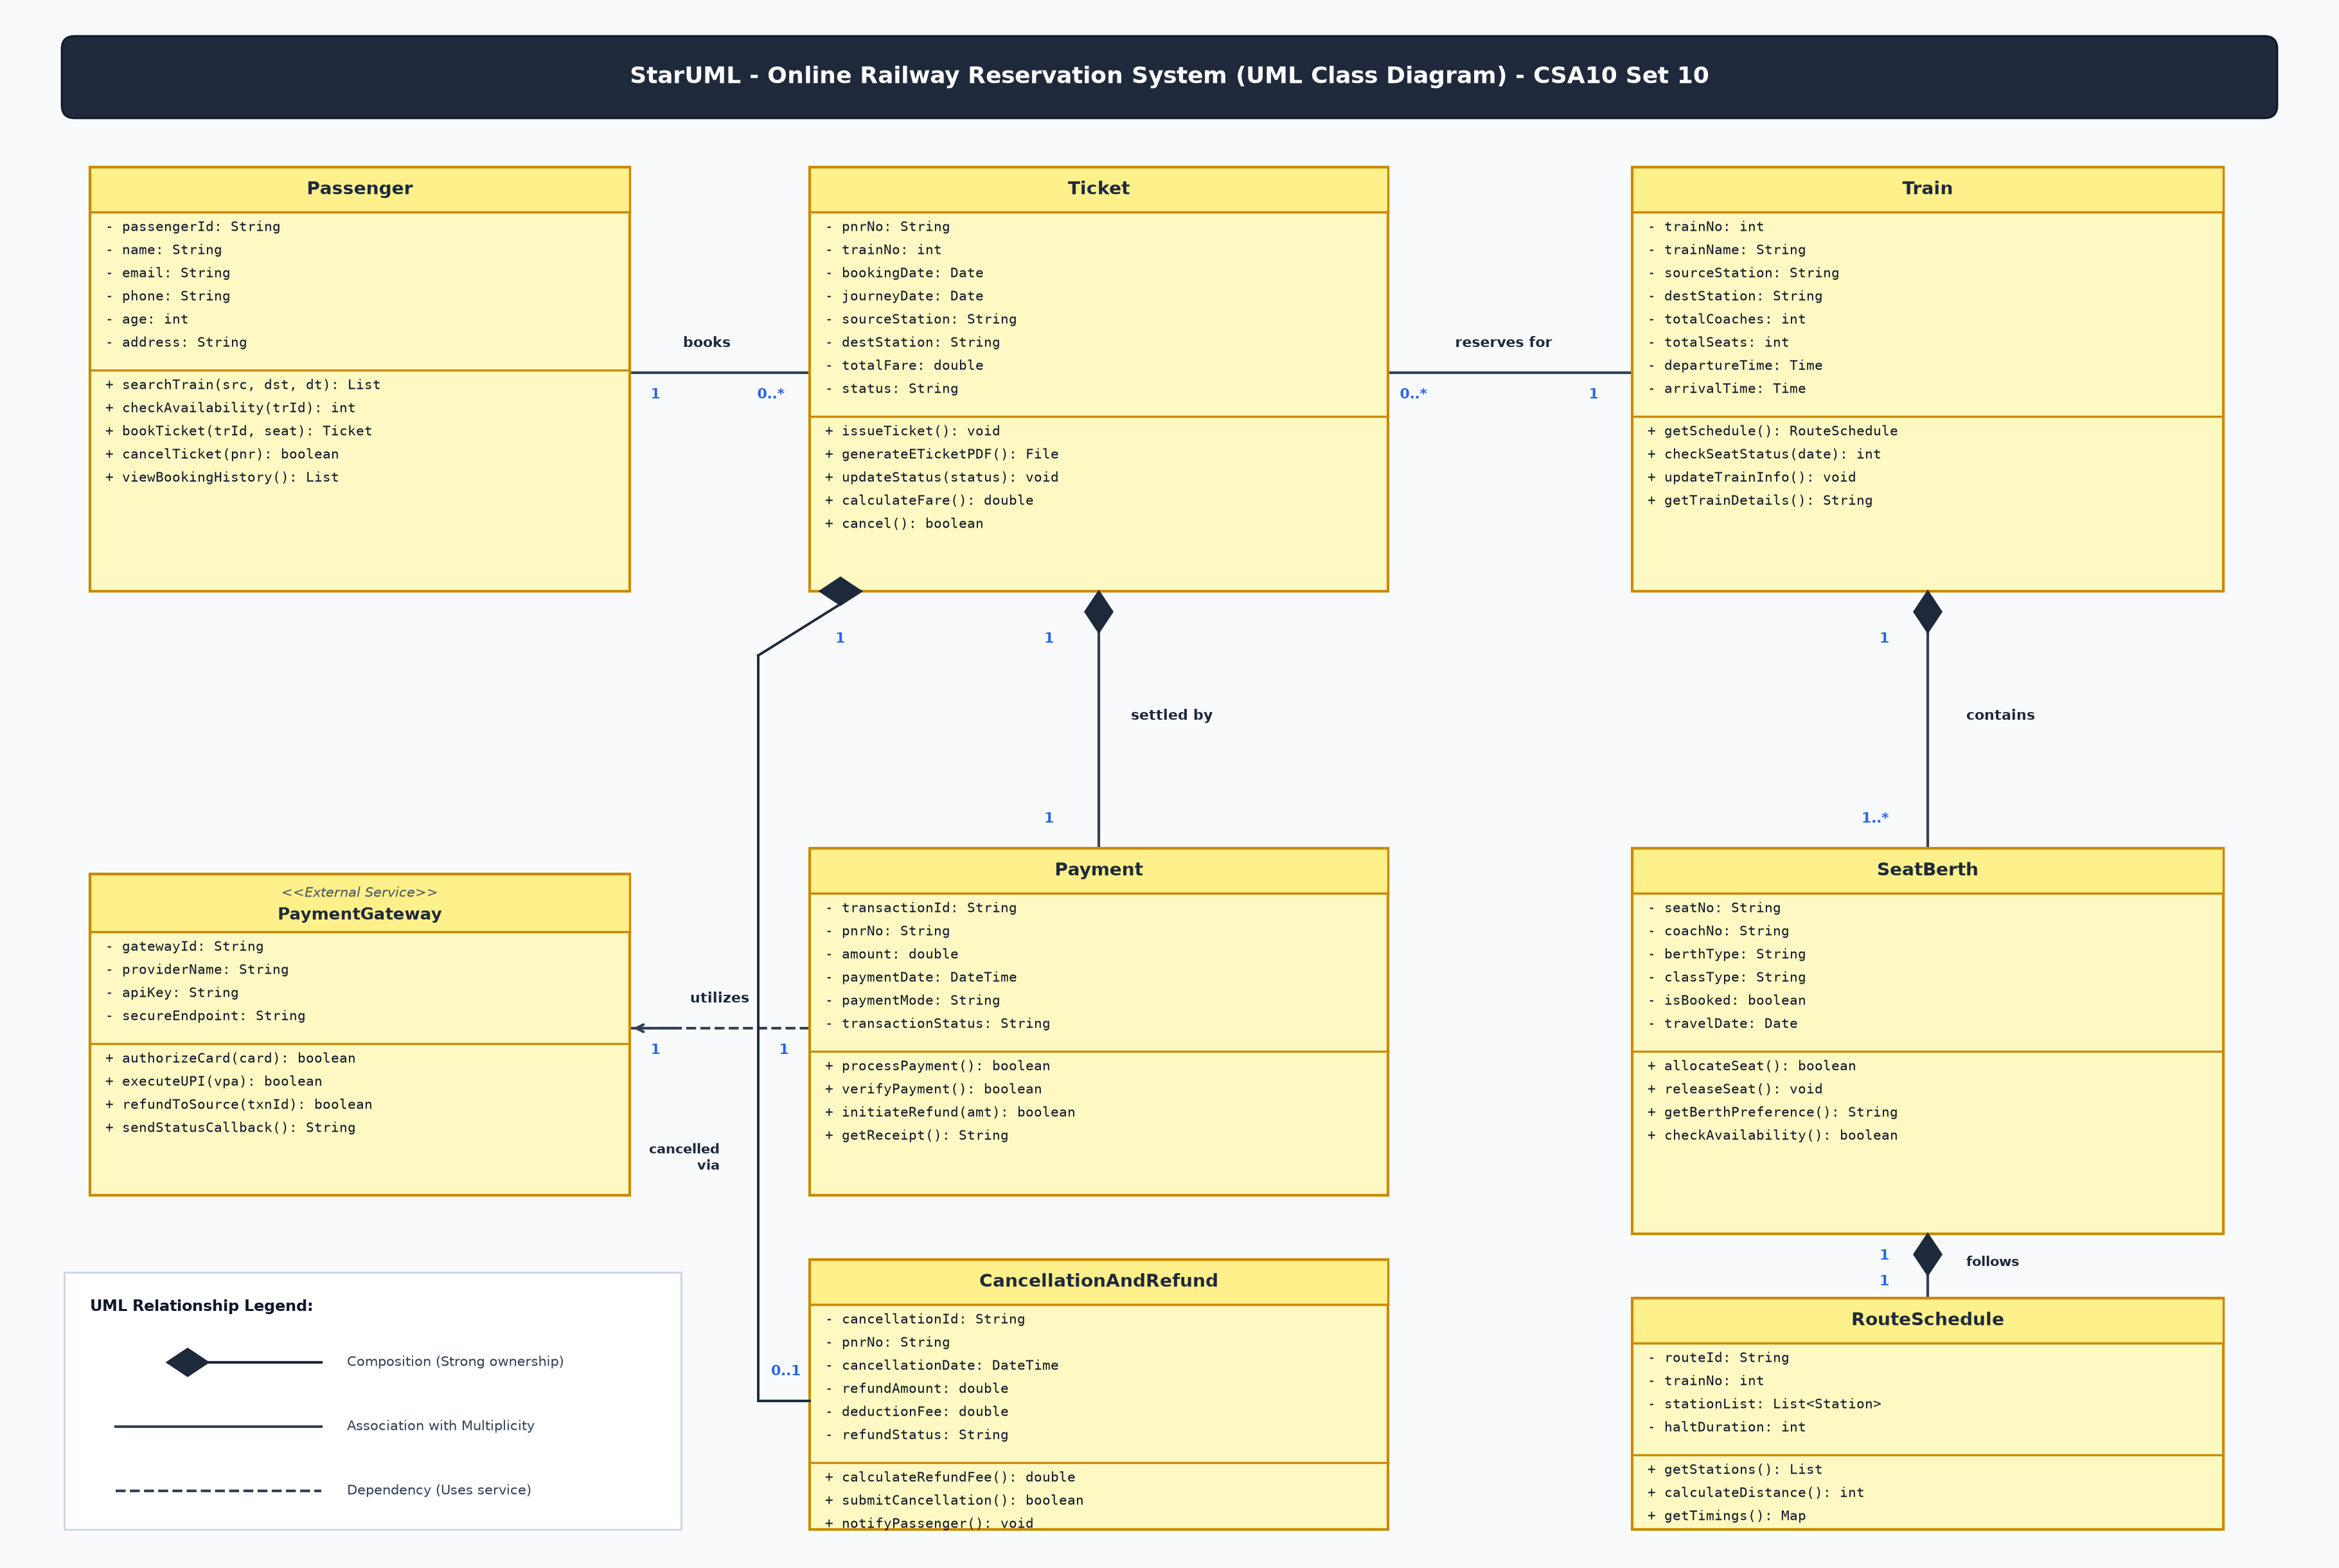 StarUML - Online Railway Reservation System (UML Class Diagram) - CSA10 Set 10
Passenger
- passengerId: String
- name: String
- email: String
- phone: String
- age: int
- address: String
+ searchTrain(src, dst, dt): List
+ checkAvailability(trId): int
+ bookTicket(trId, seat): Ticket
+ cancelTicket(pnr): boolean
+ viewBookingHistory(): List
books
1
0..*
Ticket
- pnrNo: String
- trainNo: int
- bookingDate: Date
- journeyDate: Date
- sourceStation: String
- destStation: String
- totalFare: double
- status: String
+ issueTicket(): void
+ generateETicketPDF(): File
+ updateStatus(status): void
+ calculateFare(): double
+ cancel(): boolean
reserves for
0..*
1
Train
- trainNo: int
- trainName: String
- sourceStation: String
- destStation: String
- totalCoaches: int
- totalSeats: int
- departureTime: Time
- arrivalTime: Time
+ getSchedule(): RouteSchedule
+ checkSeatStatus(date): int
+ updateTrainInfo(): void
+ getTrainDetails(): String
1
1
settled by
1
1
contains
1..*
<<External Service>>
PaymentGateway
- gatewayId: String
- providerName: String
- apiKey: String
- secureEndpoint: String
+ authorizeCard(card): boolean
+ executeUPI(vpa): boolean
+ refundToSource(txnId): boolean
+ sendStatusCallback(): String
utilizes
1
1
cancelled
via
Payment
- transactionId: String
- pnrNo: String
- amount: double
- paymentDate: DateTime
- paymentMode: String
- transactionStatus: String
+ processPayment(): boolean
+ verifyPayment(): boolean
+ initiateRefund(amt): boolean
+ getReceipt(): String
SeatBerth
- seatNo: String
- coachNo: String
- berthType: String
- classType: String
- isBooked: boolean
- travelDate: Date
+ allocateSeat(): boolean
+ releaseSeat(): void
+ getBerthPreference(): String
+ checkAvailability(): boolean
1
follows
1
UML Relationship Legend:
Composition (Strong ownership)
Association with Multiplicity
Dependency (Uses service)
0..1
CancellationAndRefund
- cancellationId: String
- pnrNo: String
- cancellationDate: DateTime
- refundAmount: double
- deductionFee: double
- refundStatus: String
+ calculateRefundFee(): double
+ submitCancellation(): boolean
+ notifyPassenger(): void
RouteSchedule
- routeId: String
- trainNo: int
- stationList: List<Station>
- haltDuration: int
+ getStations(): List
+ calculateDistance(): int
+ getTimings(): Map